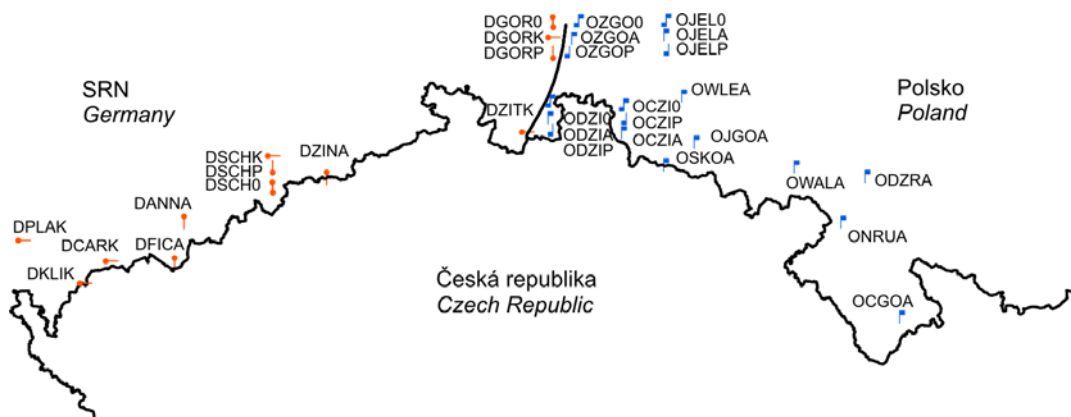 DGOR0
OZGO0
OJEL0
DGORK
OZGOA
OJELA
DGORP
OZGOP
OJELP
SRN
Germany
Polsko
Poland
DZITK
ODZI0
ODZIA
ODZIP
OCZI0
OCZIP
OCZIA
OWLEA
OJGOA
OSKOA
DSCHK
DSCHP
DSCH0
DZINA
OWALA
ODZRA
DANNA
DPLAK
DCARK
DFICA
DKLIK
ONRUA
Česká republika
Czech Republic
OCGOA